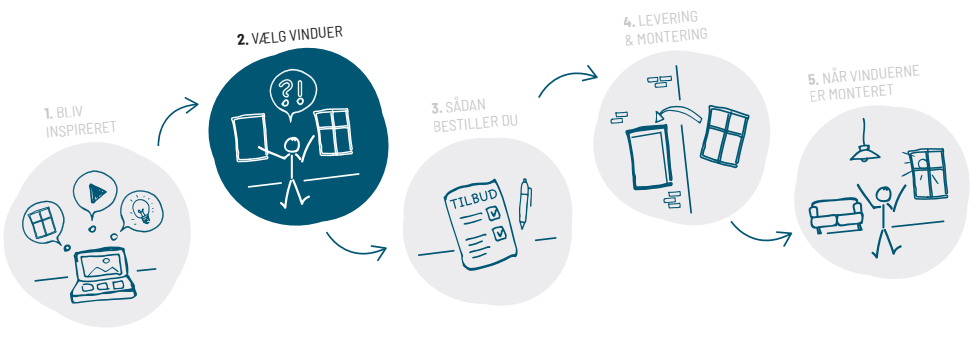 1. BLIV
INSPIRERET
2. VÆLG VINDUER
?!
3. SÅDAN
BESTILLER DU
TILBUD
4. LEVERING
& MONTERING
5. NÅR VINDUERNE
ER MONTERET